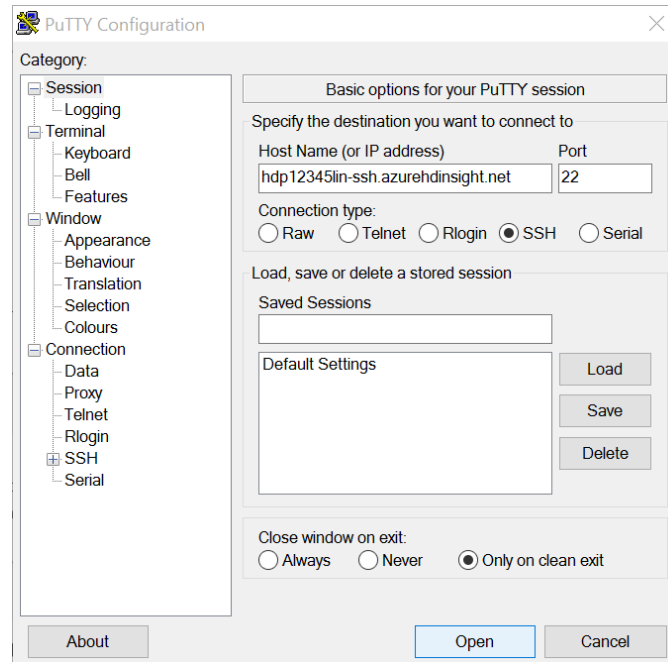 PuTTY Configuration
Category:
Session
Logging
Terminal
Keyboard
Bell
Features
Window
Appearance
Behaviour
Translation
Selection
Colours
Connection
Data
Proxy
Telnet
Rlogin
SSH
Serial
Basic options for your PuTTY session
Specify the destination you want to connect to
Host Name (or IP address) Port
hdp12345lin-ssh.azurehdinsight.net 22
Connection type:
Raw Telnet Rlogin SSH Serial
Load, save or delete a stored session
Saved Sessions
Default Settings
Load
Save
Delete
Close window on exit:
Always Never Only on clean exit
About Open Cancel